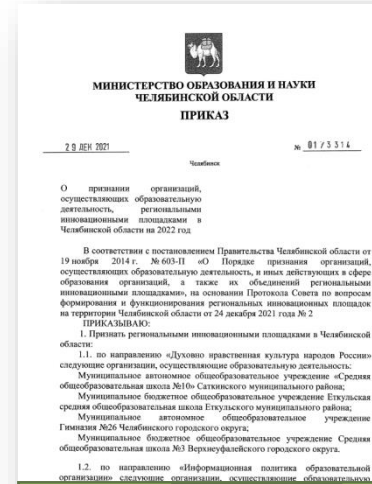 МИНИСТЕРСТВО ОБРАЗОВАНИЯ И НАУКИ
ЧЕЛЯБИНСКОЙ ОБЛАСТИ
ПРИКАЗ
29 ДЕК 2021 № 01/3314
Челябинск
О признании организаций,
осуществляющих образовательную
деятельность, региональными
инновационными площадками в
Челябинской области на 2022 год
В соответствии с постановлением Правительства Челябинской области от
19 ноября 2014 г. № 603-П «О Порядке признания организаций,
осуществляющих образовательную деятельность, и иных действующих в сфере
образования организаций, а также их объединений региональными
инновационными площадками», на основании Протокола Совета по вопросам
формирования и функционирования региональных инновационных площадок
на территории Челябинской области от 24 декабря 2021 года № 2
ПРИКАЗЫВАЮ:
1. Признать региональными инновационными площадками в Челябинской
области:
1.1. по направлению «Духовно нравственная культура народов России»
следующие организации, осуществляющие образовательную деятельность:
Муниципальное автономное общеобразовательное учреждение «Средняя
общеобразовательная школа №10» Саткинского муниципального района;
Муниципальное бюджетное общеобразовательное учреждение Еткульская
средняя общеобразовательная школа Еткульского муниципального района;
Муниципальное автономное общеобразовательное учреждение
Гимназия №26 Челябинского городского округа;
Муниципальное бюджетное общеобразовательное учреждение Средняя
общеобразовательная школа №3 Верхнеуфалейского городского округа.
1.2. по направлению «Информационная политика образовательной
организации» следующие организации, осуществляющие образовательную